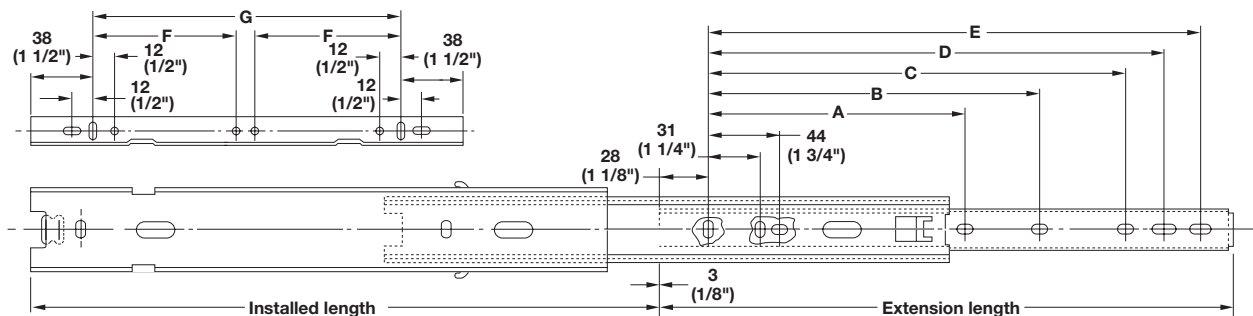 G
F
F
38
(1 1/2")
12
(1/2")
12
(1/2")
38
(1 1/2")
12
(1/2")
12
(1/2")
E
D
C
B
A
31
(1 1/4")
44
(1 3/4")
28
(1 1/8")
3
(1/8")
Installed length
Extension length